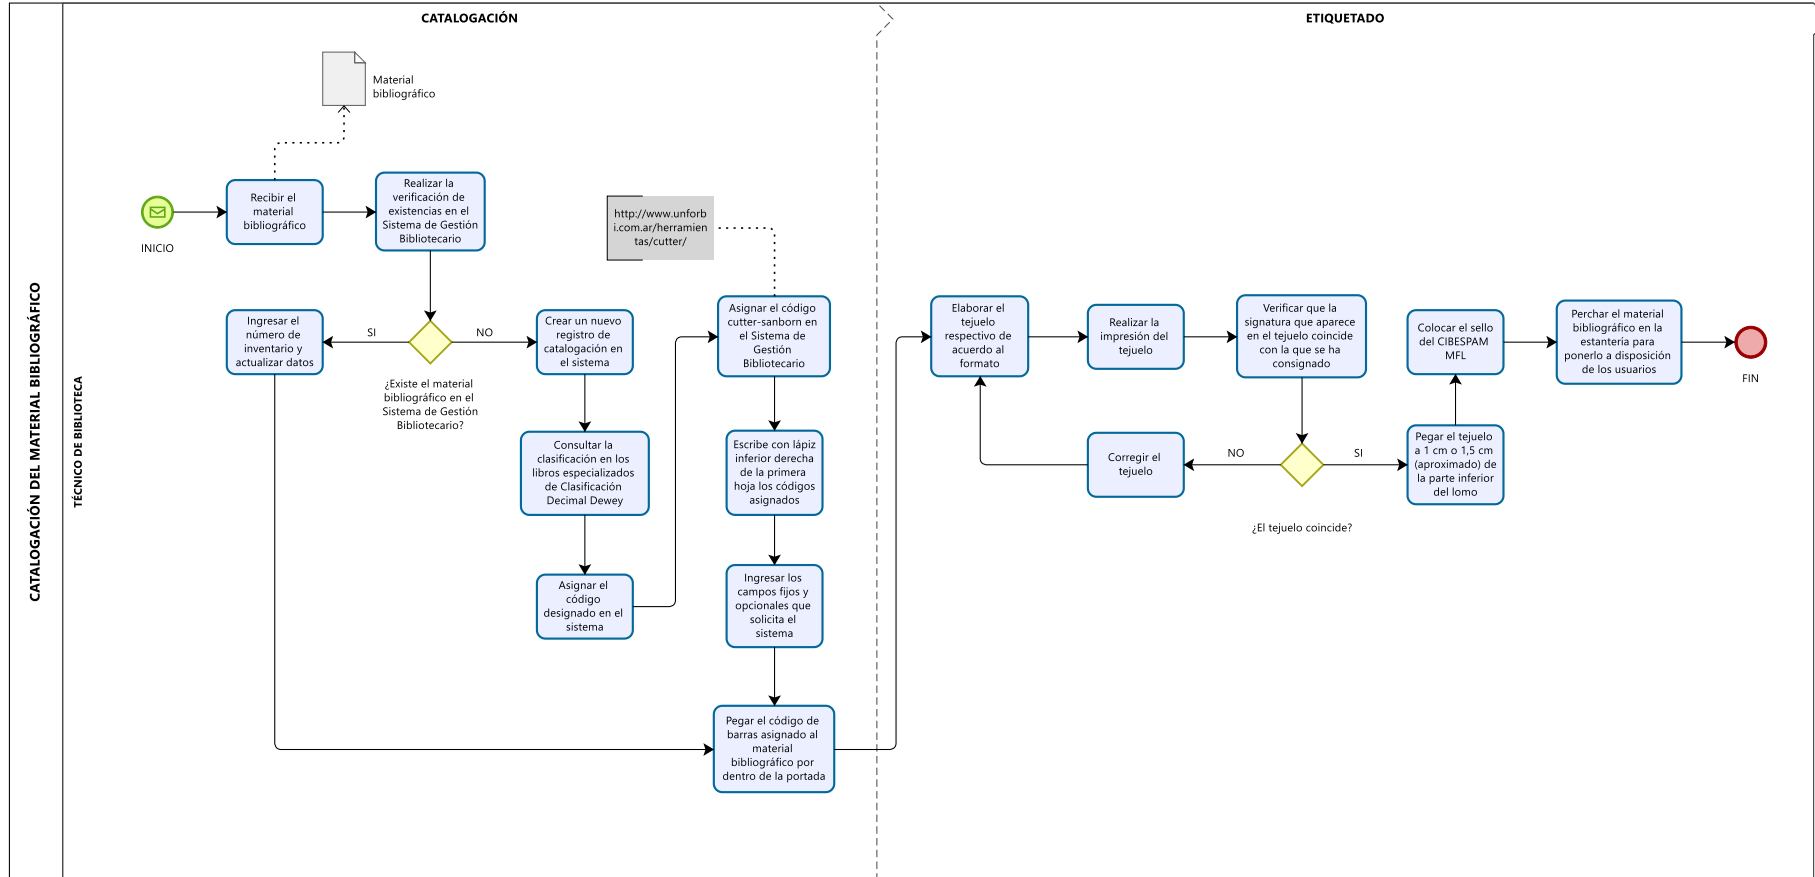 CATALOGACIÓN DEL MATERIAL BIBLIOGRÁFICO
TÉCNICO DE BIBLIOTECA
CATALOGACIÓN
ETIQUETADO
Material
bibliográfico
INICIO
Recibir el
material
bibliográfico
Realizar la
verificación de
existencias en el
Sistema de Gestión
Bibliotecario
¿Existe el material
bibliográfico en el
Sistema de Gestión
Bibliotecario?
SI
NO
Ingresar el
número de
inventario y
actualizar datos
Crear un nuevo
registro de
catalogación en
el sistema
Consultar la
clasificación en los
libros especializados
de Clasificación
Decimal Dewey
Asignar el
código
designado en el
sistema
http://www.unforb
i.com.ar/herramien
tas/cutter/
Asignar el código
cutter-sanborn en
el Sistema de
Gestión
Bibliotecario
Escribe con lápiz
inferior derecha
de la primera
hoja los códigos
asignados
Ingresar los
campos fijos y
opcionales que
solicita el
sistema
Pegar el código de
barras asignado al
material
bibliográfico por
dentro de la portada
Elaborar el
tejuelo
respectivo de
acuerdo al
formato
Realizar la
impresión del
tejuelo
Verificar que la
signatura que aparece
en el tejuelo coincide
con la que se ha
consignado
¿El tejuelo coincide?
NO
SI
Corregir el
tejuelo
Pegar el tejuelo
a 1 cm o 1,5 cm
(aproximado) de
la parte inferior
del lomo
Colocar el sello
del CIBESPAM
MFL
Perchar el material
bibliográfico en la
estantería para
ponerlo a disposición
de los usuarios
FIN